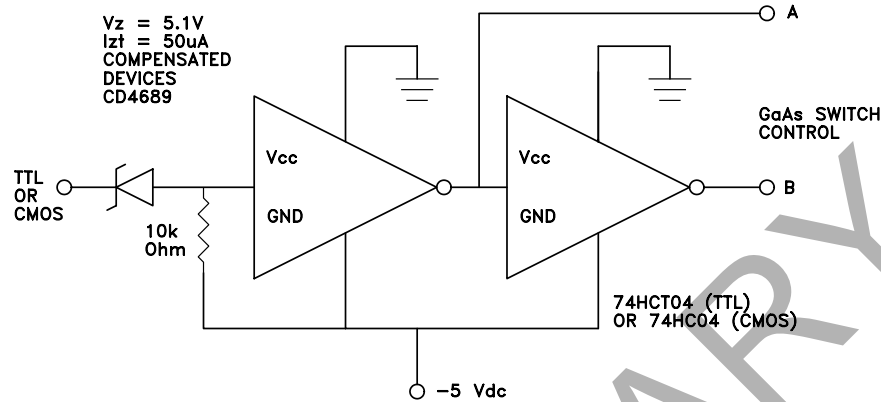 Vz = 5.1V
Izt = 50uA
COMPENSATED
DEVICES
CD4689
A
GaAs SWITCH
CONTROL
Vcc
Vcc
TTL
OR
CMOS
B
GND
GND
10k
Ohm
74HCT04 (TTL)
OR 74HC04 (CMOS)
-5 Vdc
ARY